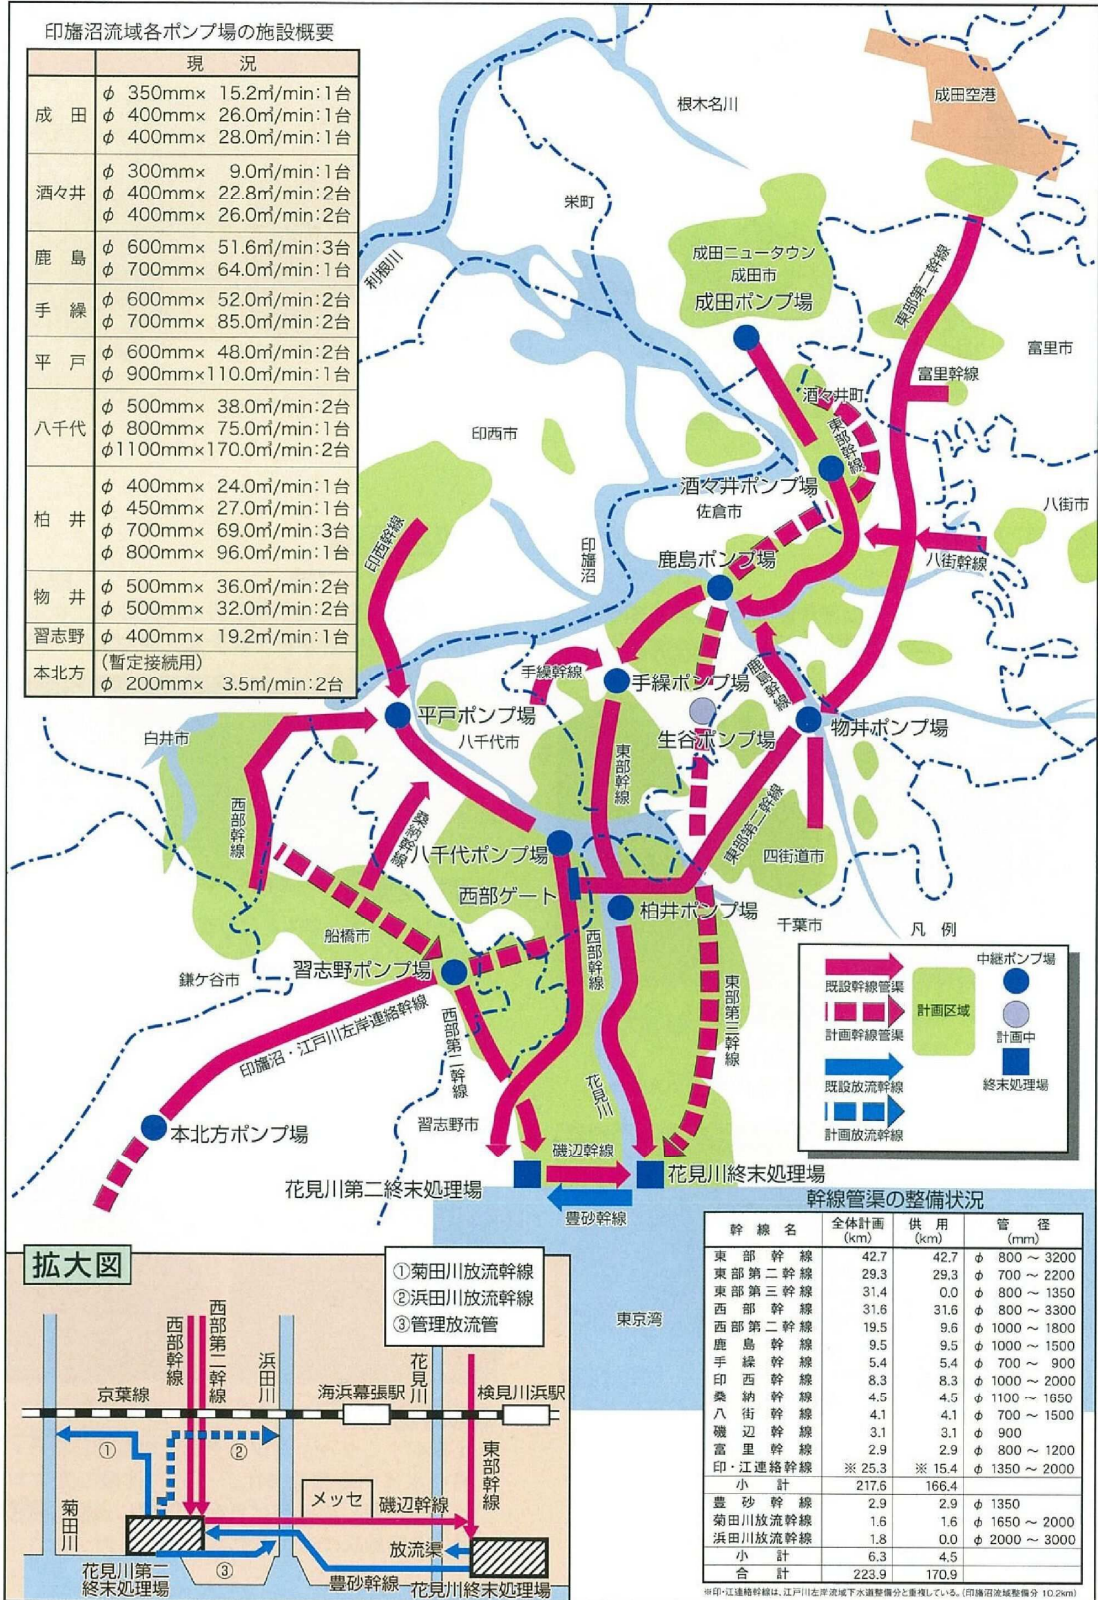 印旛沼流域各ポンプ場の施設概要
現 況
成 田
φ 350mm× 15.2㎥/min:1台
φ 400mm× 26.0㎥/min:1台
φ 400mm× 28.0㎥/min:1台
酒々井
φ 300mm× 9.0㎥/min:1台
φ 400mm× 22.8㎥/min:2台
φ 400mm× 26.0㎥/min:2台
鹿 島
φ 600mm× 51.6㎥/min:3台
φ 700mm× 64.0㎥/min:1台
手 繰
φ 600mm× 52.0㎥/min:2台
φ 700mm× 85.0㎥/min:2台
平 戸
φ 600mm× 48.0㎥/min:2台
φ 900mm×110.0㎥/min:1台
八千代
φ 500mm× 38.0㎥/min:2台
φ 800mm× 75.0㎥/min:1台
φ1100mm×170.0㎥/min:2台
柏 井
φ 400mm× 24.0㎥/min:1台
φ 450mm× 27.0㎥/min:1台
φ 700mm× 69.0㎥/min:3台
φ 800mm× 96.0㎥/min:1台
物 井
φ 500mm× 36.0㎥/min:2台
φ 500mm× 32.0㎥/min:2台
習志野
φ 400mm× 19.2㎥/min:1台
本北方
(暫定接続用)
φ 200mm× 3.5㎥/min:2台
成田空港
根木名川
栄町
利根川
成田ニュータウン
成田市
成田ポンプ場
東部第二幹線
富里市
富里幹線
酒々井町
東部幹線
印西市
酒々井ポンプ場
佐倉市
八街市
八街幹線
印西幹線
印旛沼
鹿島ポンプ場
手繰幹線
手繰ポンプ場
鹿島幹線
平戸ポンプ場
八千代市
生谷ポンプ場
物井ポンプ場
白井市
東部幹線
西部幹線
桑納幹線
八千代ポンプ場
東部第二幹線
四街道市
西部ゲート
柏井ポンプ場
千葉市
船橋市
鎌ケ谷市
習志野ポンプ場
西部幹線
東部第三幹線
印旛沼・江戸川左岸連絡幹線
西部第二幹線
花見川
本北方ポンプ場
習志野市
磯辺幹線
花見川第二終末処理場
花見川終末処理場
豊砂幹線
東京湾
凡 例
既設幹線管渠
計画幹線管渠
既設放流幹線
計画放流幹線
計画区域
中継ポンプ場
計画中
終末処理場
幹線管渠の整備状況
幹 線 名 全体計画(km) 供 用(km) 管 径(mm)
東部幹線 42.7 42.7 φ 800 ～ 3200
東部第二幹線 29.3 29.3 φ 700 ～ 2200
東部第三幹線 31.4 0.0 φ 800 ～ 1350
西部幹線 31.6 31.6 φ 800 ～ 3300
西部第二幹線 19.5 9.6 φ 1000 ～ 1800
鹿島幹線 9.5 9.5 φ 1000 ～ 1500
手繰幹線 5.4 5.4 φ 700 ～ 900
印西幹線 8.3 8.3 φ 1000 ～ 2000
桑納幹線 4.5 4.5 φ 1100 ～ 1650
八街幹線 4.1 4.1 φ 700 ～ 1500
磯辺幹線 3.1 3.1 φ 900
富里幹線 2.9 2.9 φ 800 ～ 1200
印・江連絡幹線 ※ 25.3 ※ 15.4 φ 1350 ～ 2000
小 計 217.6 166.4
豊砂幹線 2.9 2.9 φ 1350
菊田川放流幹線 1.6 1.6 φ 1650 ～ 2000
浜田川放流幹線 1.8 0.0 φ 2000 ～ 3000
小 計 6.3 4.5
合 計 223.9 170.9
※印・江連絡幹線は、江戸川左岸流域下水道整備分と重複している。(印旛沼流域整備分 10.2km)
拡大図
①菊田川放流幹線
②浜田川放流幹線
③管理放流管
西部幹線
西部第二幹線
浜田川
花見川
京葉線
海浜幕張駅
検見川浜駅
①
②
東部幹線
メッセ
磯辺幹線
菊田川
放流渠
③
花見川第二
終末処理場
豊砂幹線
花見川終末処理場